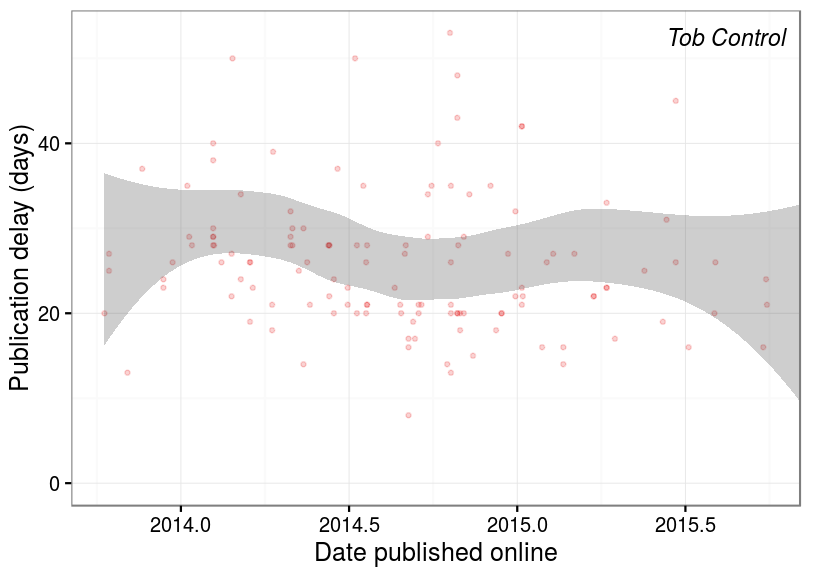 Tob Control
Publication delay (days)
40
20
0
2014.0 2014.5 2015.0 2015.5
Date published online